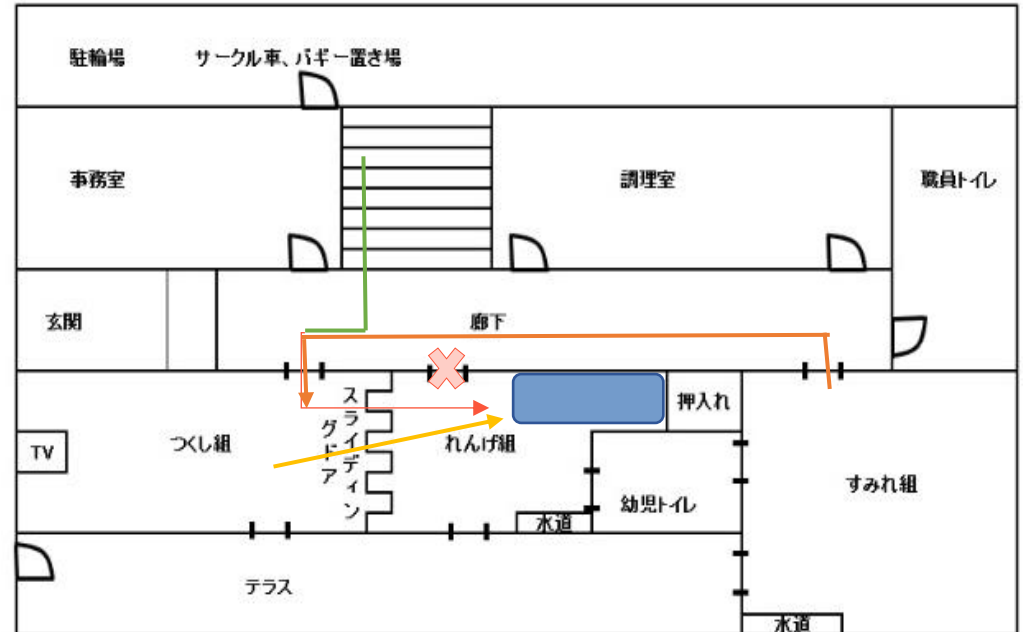 駐輪場
サークル車、バギー置き場
事務室
調理室
職員トイレ
玄関
廊下
スライディン
グドア
押入れ
TV
つくし組
れんげ組
すみれ組
幼児トイレ
水道
テラス
水道